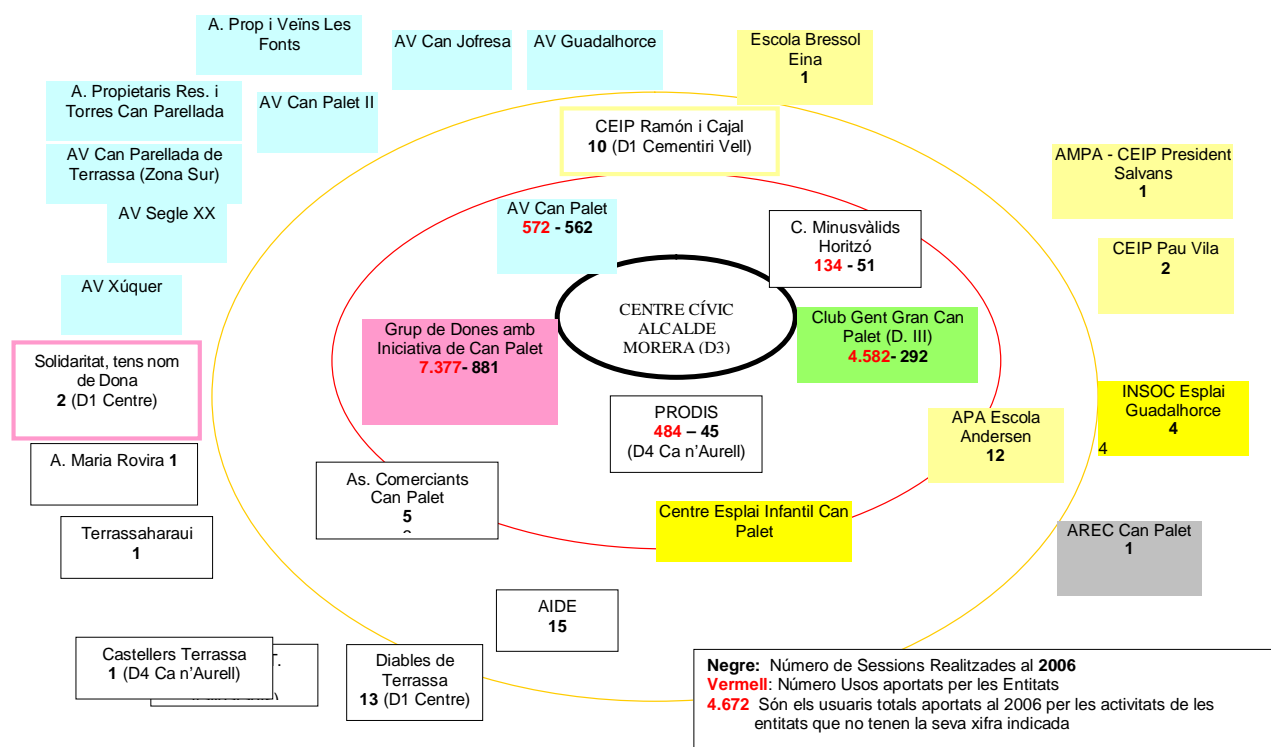 A. Prop i Veïns Les
Fonts
AV Can Jofresa
AV Guadalhorce
Escola Bressol
Eina
1
A. Propietaris Res. i
Torres Can Parellada
AV Can Palet II
CEIP Ramón i Cajal
10 (D1 Cementiri Vell)
AV Can Parellada de
Terrassa (Zona Sur)
AMPA - CEIP President
Salvans
1
AV Segle XX
AV Can Palet
572 - 562
C. Minusvàlids
Horitzó
134 - 51
CEIP Pau Vila
2
AV Xúquer
CENTRE CÍVIC
ALCALDE
MORERA (D3)
Grup de Dones amb
Iniciativa de Can Palet
7.377- 881
Club Gent Gran Can
Palet (D. III)
4.582- 292
Solidaritat, tens nom
de Dona
2 (D1 Centre)
PRODIS
484 – 45
(D4 Ca n'Aurell)
APA Escola
Andersen
12
INSOC Esplai
Guadalhorce
4
4
A. Maria Rovira 1
As. Comerciants
Can Palet
5
Centre Esplai Infantil Can
Palet
Terrassaharaui
1
AREC Can Palet
1
AIDE
15
Castellers Terrassa
1 (D4 Ca n'Aurell)
T.
Diables de
Terrassa
13 (D1 Centre)
Negre: Número de Sessions Realitzades al 2006
Vermell: Número Usos aportats per les Entitats
4.672 Són els usuaris totals aportats al 2006 per les activitats de les
entitats que no tenen la seva xifra indicada